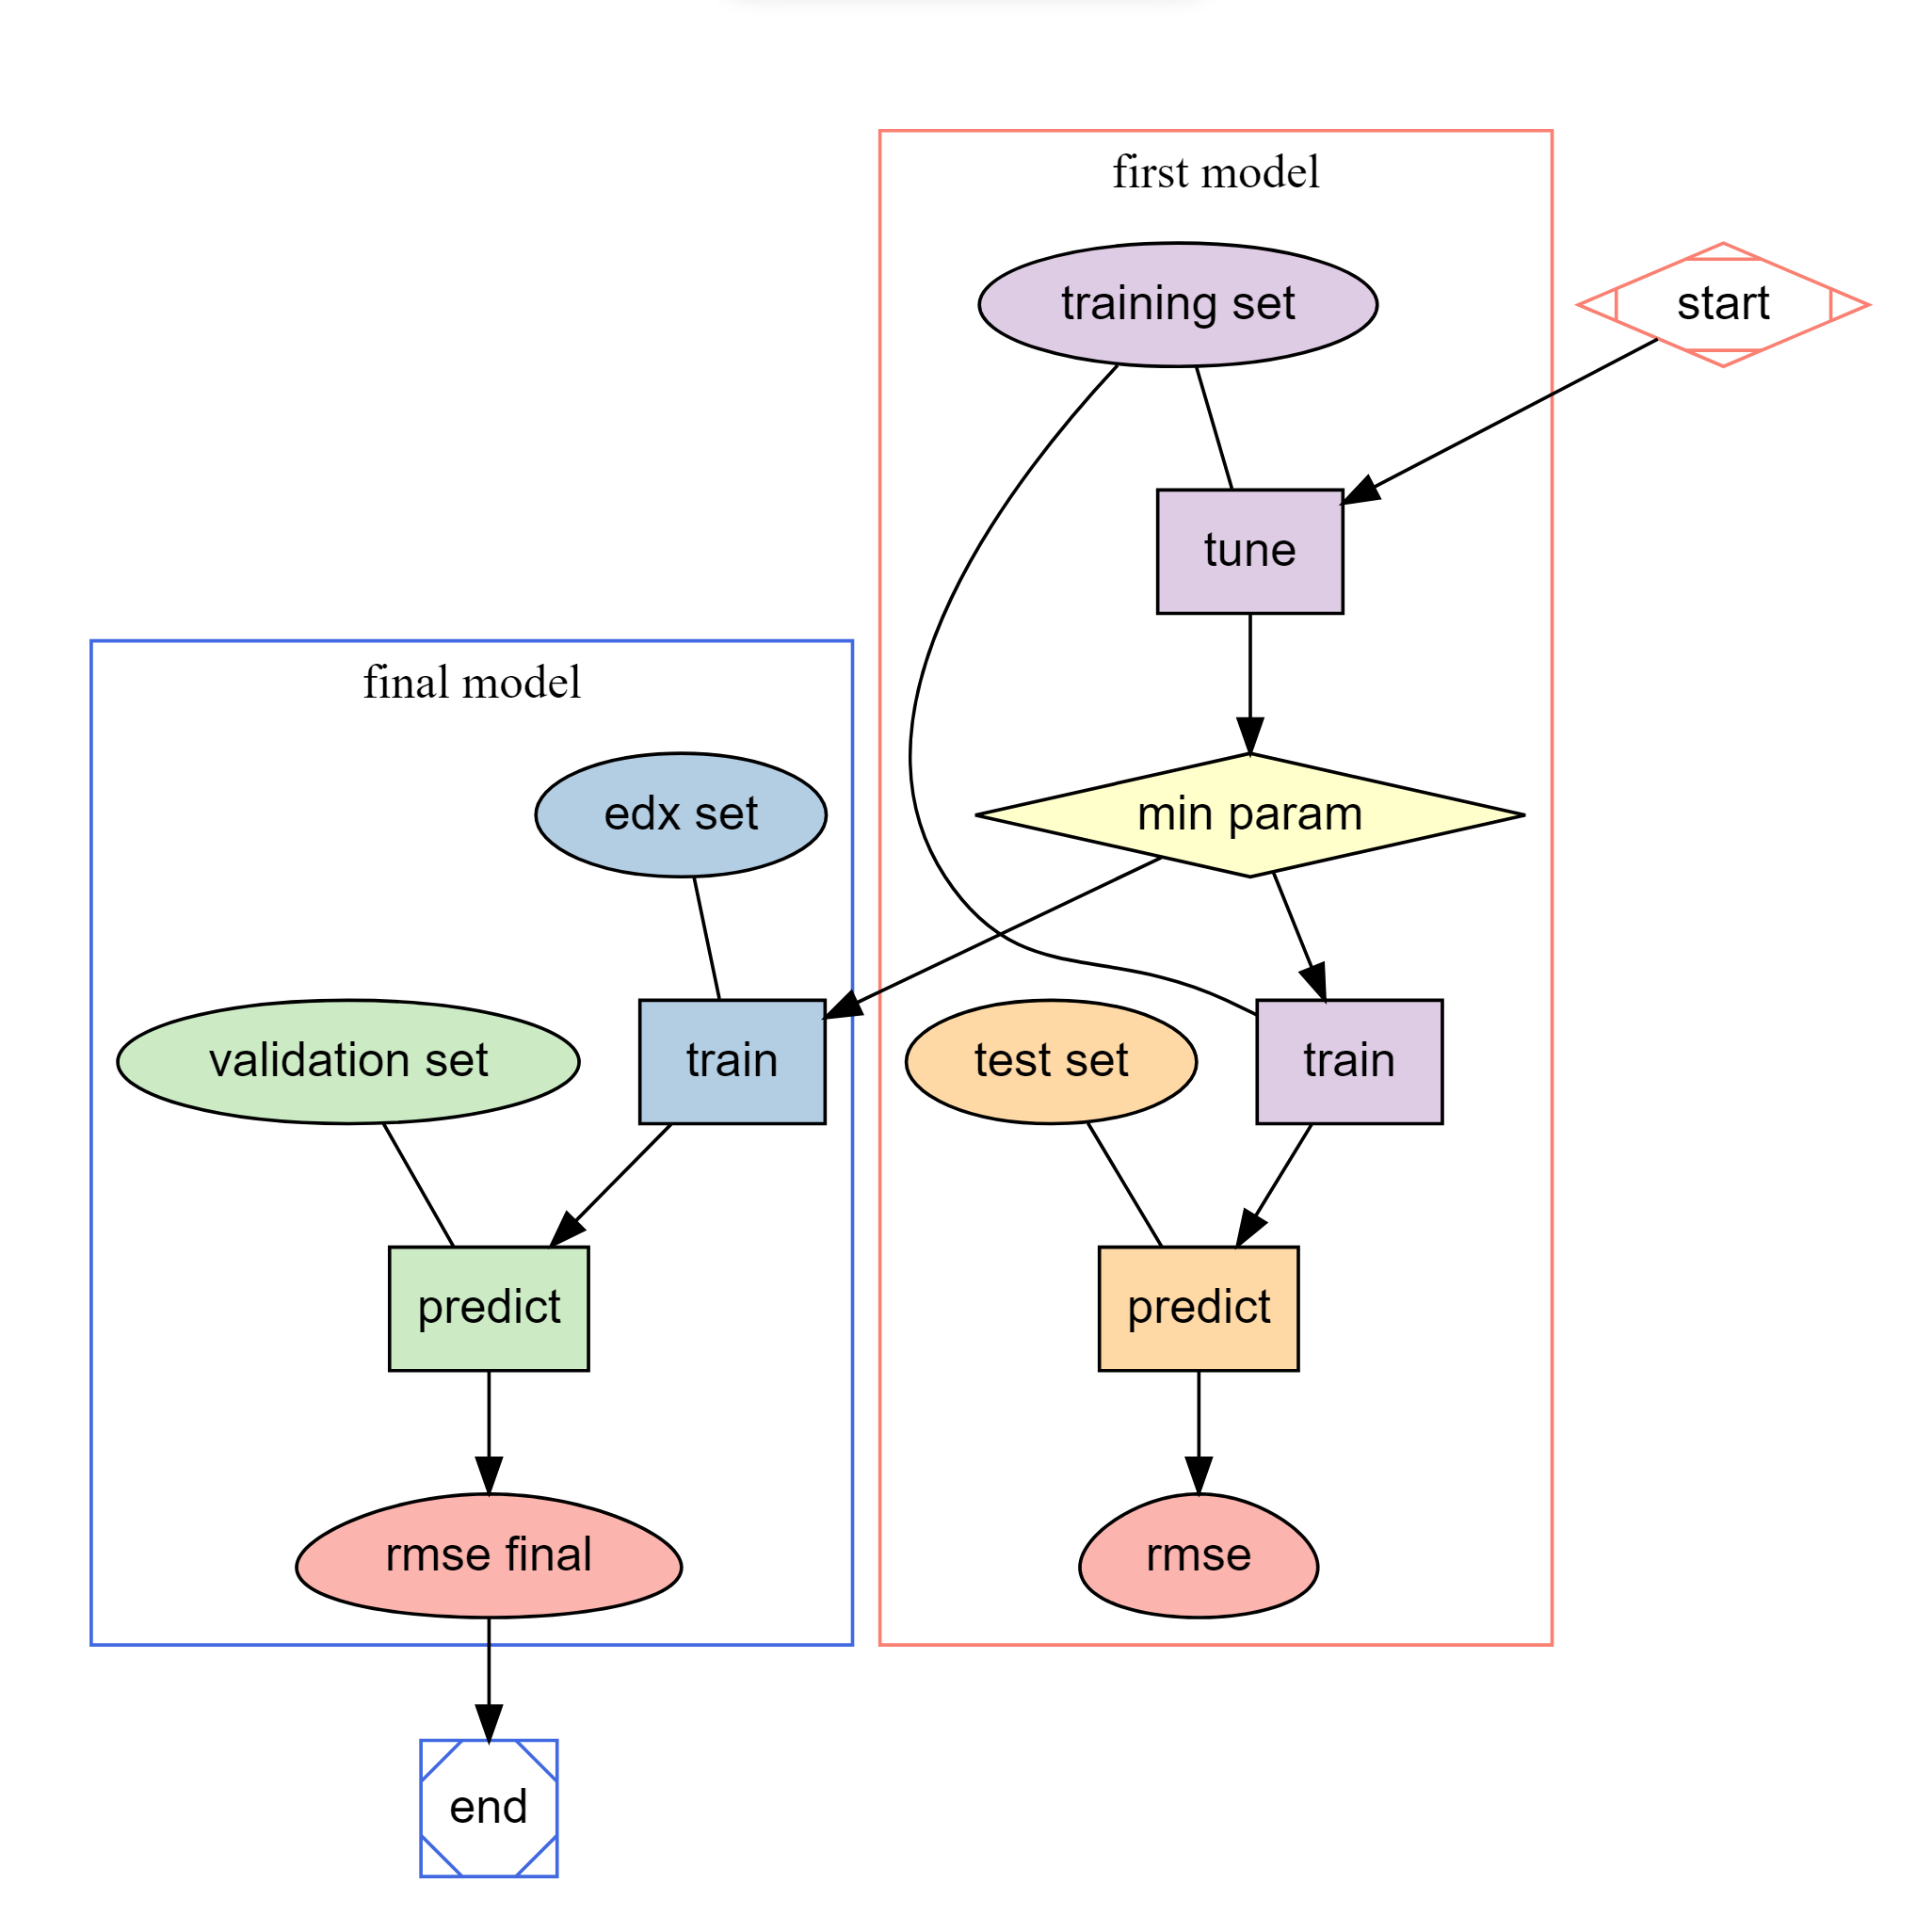 first model
training set
start
tune
final model
edx set
min param
validation set
train
test set
train
predict
predict
rmse final
rmse
end